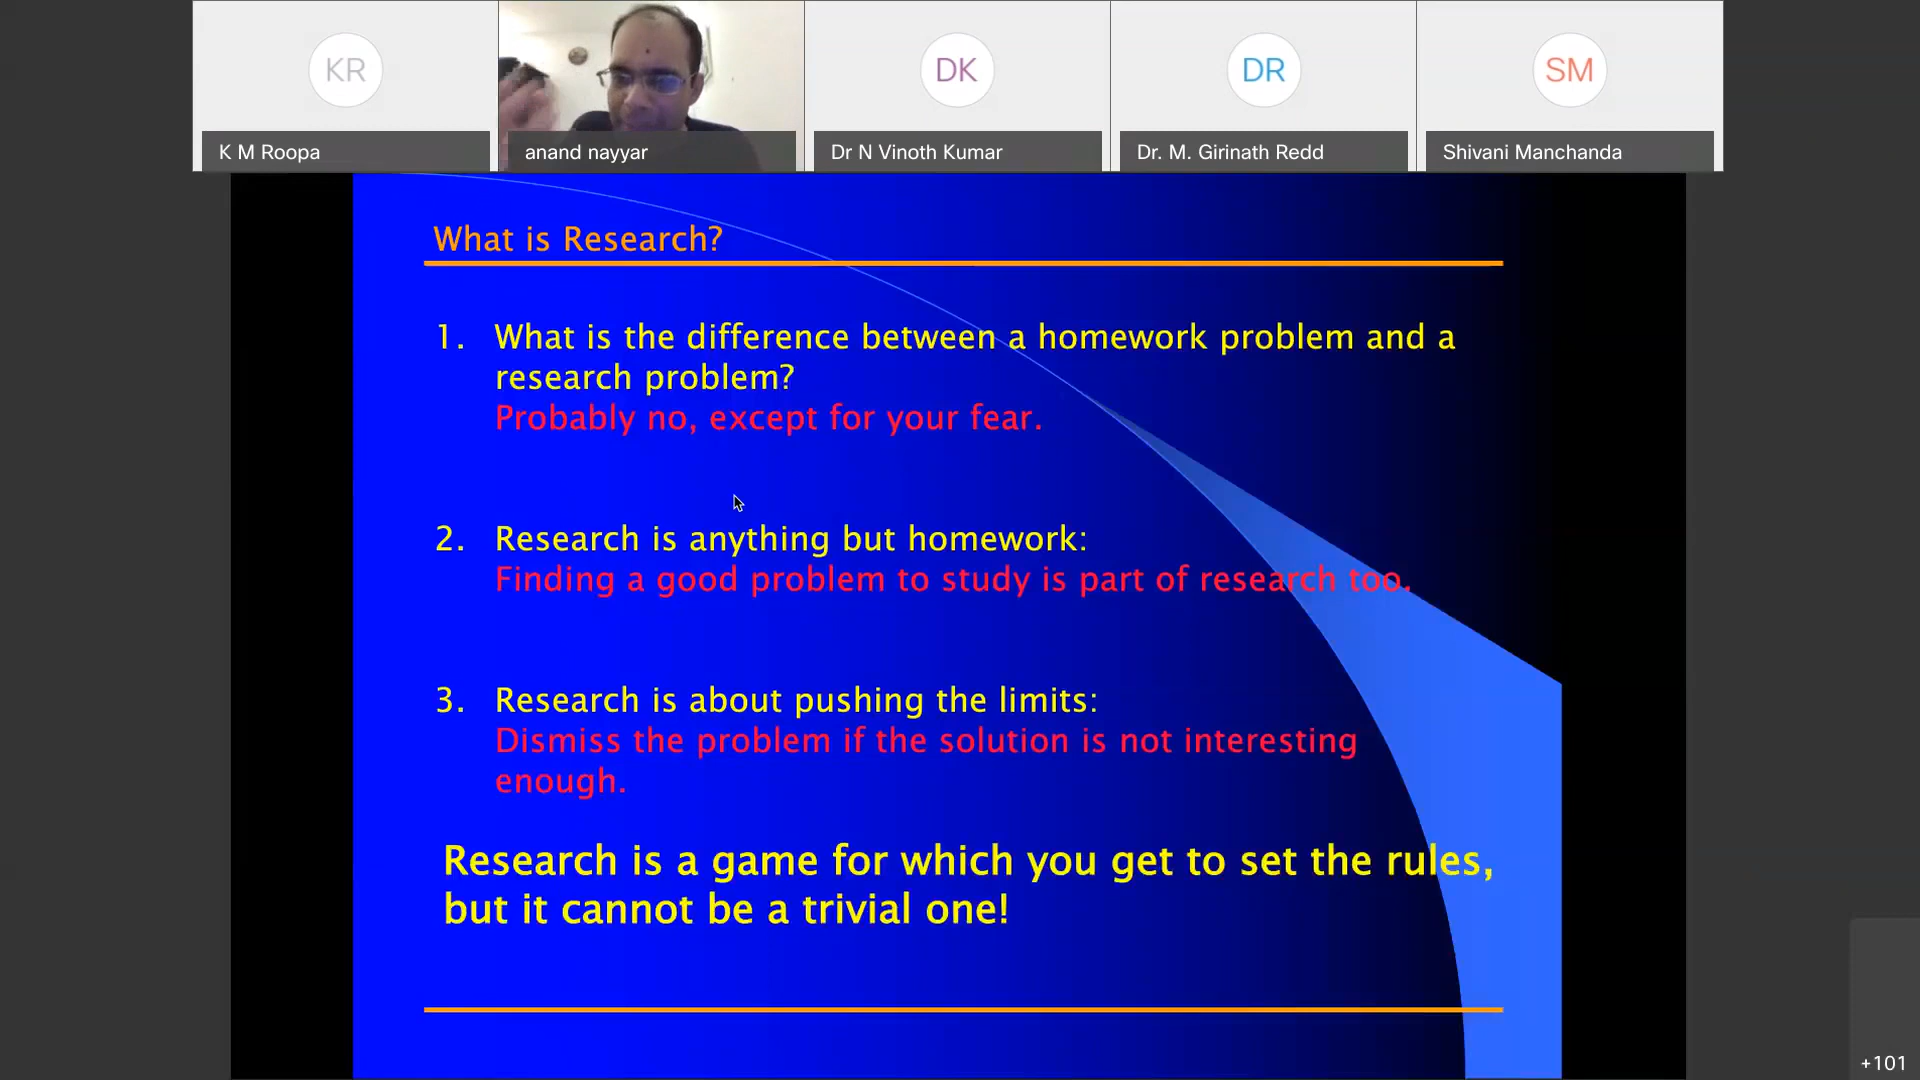 KR
DK
DR
SM
K M Roopa
anand nayyar
Dr N Vinoth Kumar
Dr. M. Girinath Redd
Shivani Manchanda
What is Research?
1. What is the difference between a homework problem and a
research problem?
Probably no, except for your fear.
2. Research is anything but homework:
Finding a good problem to study is part of research too.
3. Research is about pushing the limits:
Dismiss the problem if the solution is not interesting
enough.
Research is a game for which you get to set the rules,
but it cannot be a trivial one!
+101